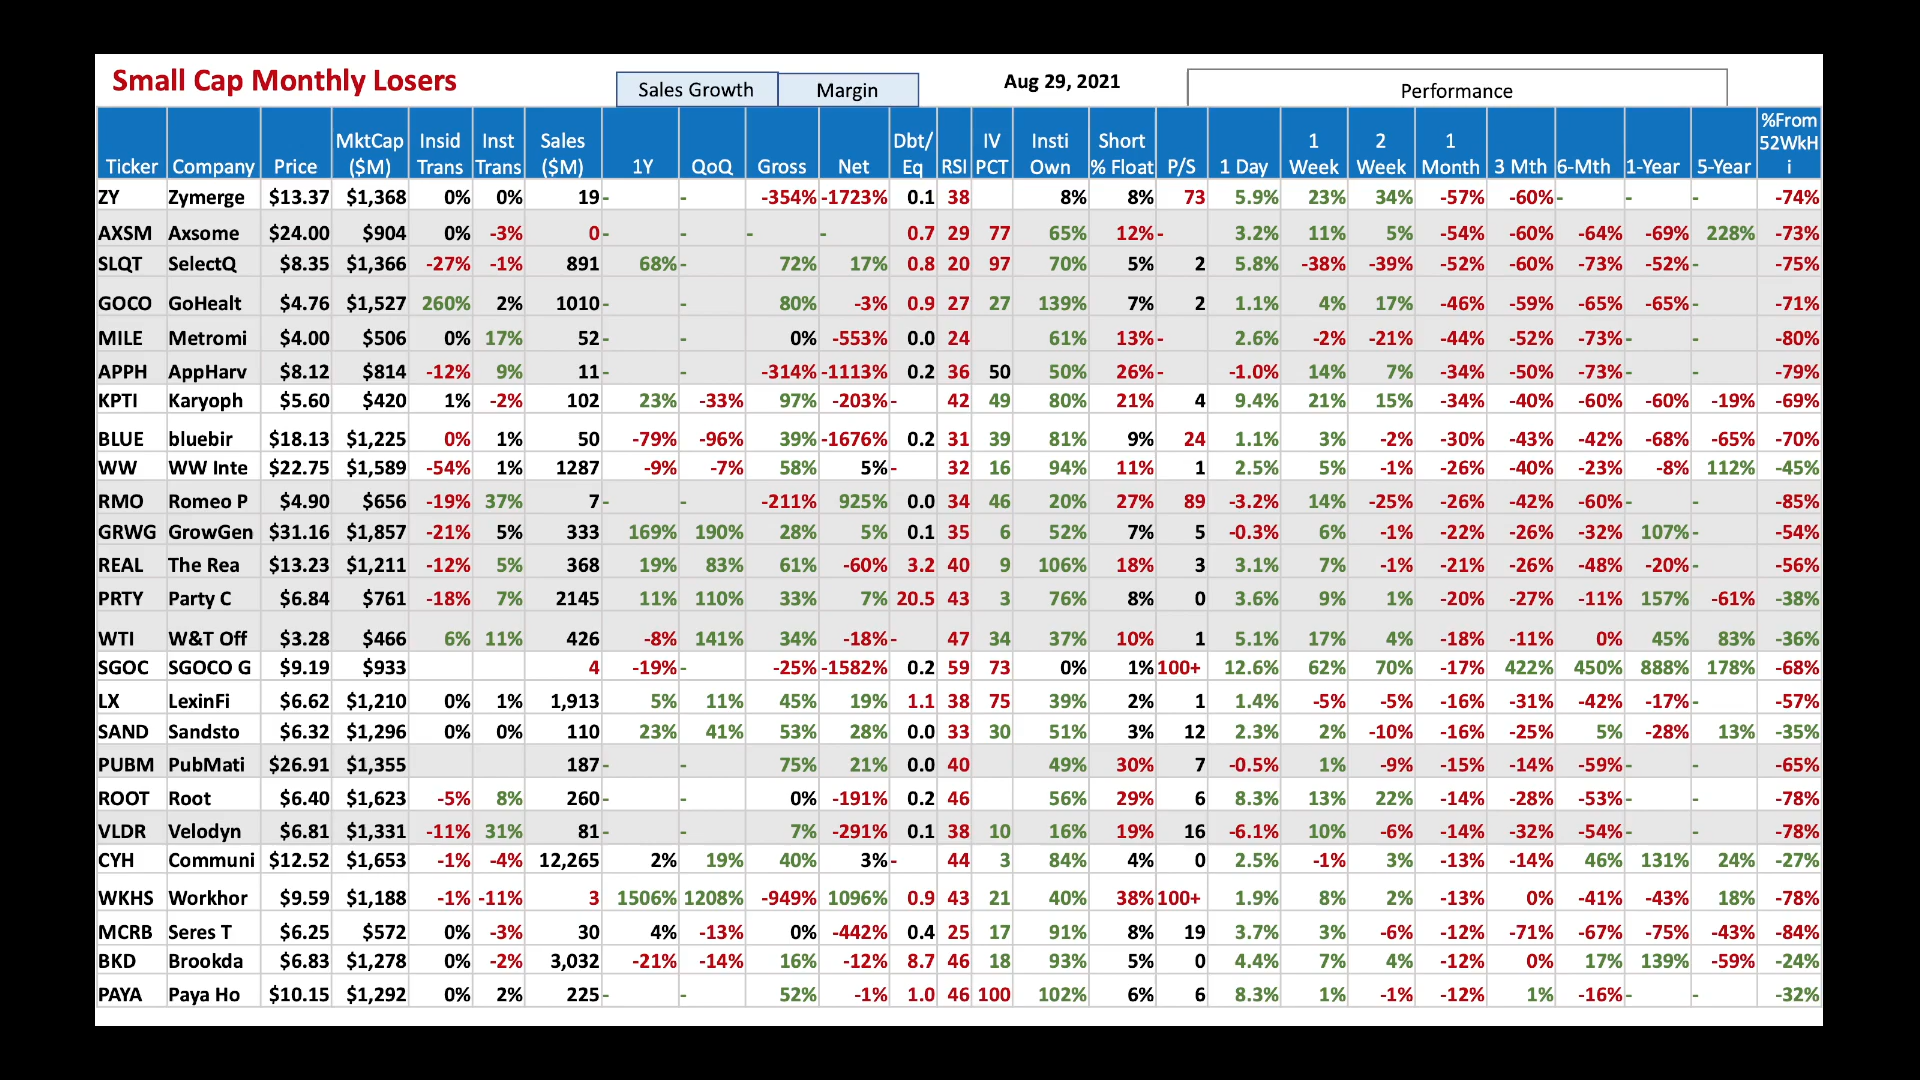 Small Cap Monthly Losers
Sales Growth Margin Aug 29, 2021 Performance
Ticker Company Price MktCap ($M) Insid Trans Inst Trans Sales ($M) 1Y QoQ Gross Net Dbt/ Eq RSI IV PCT Insti Own Short % Float P/S 1 Day 1 Week 2 Week 1 Month 3 Mth 6-Mth 1-Year 5-Year %From 52WkH i
ZY Zymerge $13.37 $1,368 0% 0% 19 - - -354% -1723% 0.1 38 8% 8% 73 5.9% 23% 34% -57% -60% - - - -74%
AXSM Axsome $24.00 $904 0% -3% 0 - - - - 0.7 29 77 65% 12% - 3.2% 11% 5% -54% -60% -64% -69% 228% -73%
SLQT SelectQ $8.35 $1,366 -27% -1% 891 68% - 72% 17% 0.8 20 97 70% 5% 2 5.8% -38% -39% -52% -60% -73% -52% - -75%
GOCO GoHealt $4.76 $1,527 260% 2% 1010 - - 80% -3% 0.9 27 27 139% 7% 2 1.1% 4% 17% -46% -59% -65% -65% - -71%
MILE Metromi $4.00 $506 0% 17% 52 - - 0% -553% 0.0 24 61% 13% - 2.6% -2% -21% -44% -52% -73% - - -80%
APPH AppHarv $8.12 $814 -12% 9% 11 - - -314% -1113% 0.2 36 50 50% 26% - -1.0% 14% 7% -34% -50% -73% - - -79%
KPTI Karyoph $5.60 $420 1% -2% 102 23% -33% 97% -203% - 42 49 80% 21% 4 9.4% 21% 15% -34% -40% -60% -60% -19% -69%
BLUE bluebir $18.13 $1,225 0% 1% 50 -79% -96% 39% -1676% 0.2 31 39 81% 9% 24 1.1% 3% -2% -30% -43% -42% -68% -65% -70%
WW WW Inte $22.75 $1,589 -54% 1% 1287 -9% -7% 58% 5% - 32 16 94% 11% 1 2.5% 5% -1% -26% -40% -23% -8% 112% -45%
RMO Romeo P $4.90 $656 -19% 37% 7 - - -211% 925% 0.0 34 46 20% 27% 89 -3.2% 14% -25% -26% -42% -60% - - -85%
GRWG GrowGen $31.16 $1,857 -21% 5% 333 169% 190% 28% 5% 0.1 35 6 52% 7% 5 -0.3% 6% -1% -22% -26% -32% 107% - -54%
REAL The Rea $13.23 $1,211 -12% 5% 368 19% 83% 61% -60% 3.2 40 9 106% 18% 3 3.1% 7% -1% -21% -26% -48% -20% - -56%
PRTY Party C $6.84 $761 -18% 7% 2145 11% 110% 33% 7% 20.5 43 3 76% 8% 0 3.6% 9% 1% -20% -27% -11% 157% -61% -38%
WTI W&T Off $3.28 $466 6% 11% 426 -8% 141% 34% -18% - 47 34 37% 10% 1 5.1% 17% 4% -18% -11% 0% 45% 83% -36%
SGOC SGOCO G $9.19 $933 4 -19% - -25% -1582% 0.2 59 73 0% 1% 100+ 12.6% 62% 70% -17% 422% 450% 888% 178% -68%
LX LexinFi $6.62 $1,210 0% 1% 1,913 5% 11% 45% 19% 1.1 38 75 39% 2% 1 1.4% -5% -5% -16% -31% -42% -17% - -57%
SAND Sandsto $6.32 $1,296 0% 0% 110 23% 41% 53% 28% 0.0 33 30 51% 3% 12 2.3% 2% -10% -16% -25% 5% -28% 13% -35%
PUBM PubMati $26.91 $1,355 187 - - 75% 21% 0.0 40 49% 30% 7 -0.5% 1% -9% -15% -14% -59% - - -65%
ROOT Root $6.40 $1,623 -5% 8% 260 - - 0% -191% 0.2 46 56% 29% 6 8.3% 13% 22% -14% -28% -53% - - -78%
VLDR Velodyn $6.81 $1,331 -11% 31% 81 - - 7% -291% 0.1 38 10 16% 19% 16 -6.1% 10% -6% -14% -32% -54% - - -78%
CYH Communi $12.52 $1,653 -1% -4% 12,265 2% 19% 40% 3% - 44 3 84% 4% 0 2.5% -1% 3% -13% -14% 46% 131% 24% -27%
WKHS Workhor $9.59 $1,188 -1% -11% 3 1506% 1208% -949% 1096% 0.9 43 21 40% 38% 100+ 1.9% 8% 2% -13% 0% -41% -43% 18% -78%
MCRB Seres T $6.25 $572 0% -3% 30 4% -13% 0% -442% 0.4 25 17 91% 8% 19 3.7% 3% -6% -12% -71% -67% -75% -43% -84%
BKD Brookda $6.83 $1,278 0% -2% 3,032 -21% -14% 16% -12% 8.7 46 18 93% 5% 0 4.4% 7% 4% -12% 0% 17% 139% -59% -24%
PAYA Paya Ho $10.15 $1,292 0% 2% 225 - - 52% -1% 1.0 46 100 102% 6% 6 8.3% 1% -1% -12% 1% -16% - - -32%